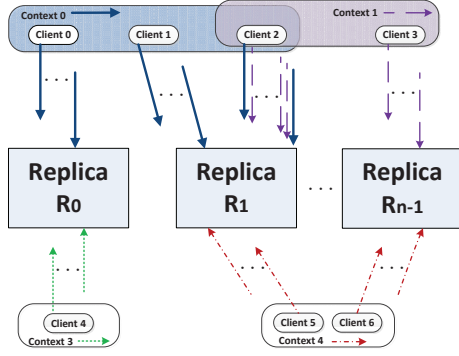 Context 0
Context 1
Client 0
Client 1
Client 2
Client 3
. . .
. . .
. . .
. . .
Replica
R0
Replica
R1
. . .
Replica
Rn-1
. . .
. . .
. . .
Client 4
Context 3
Client 5
Client 6
Context 4